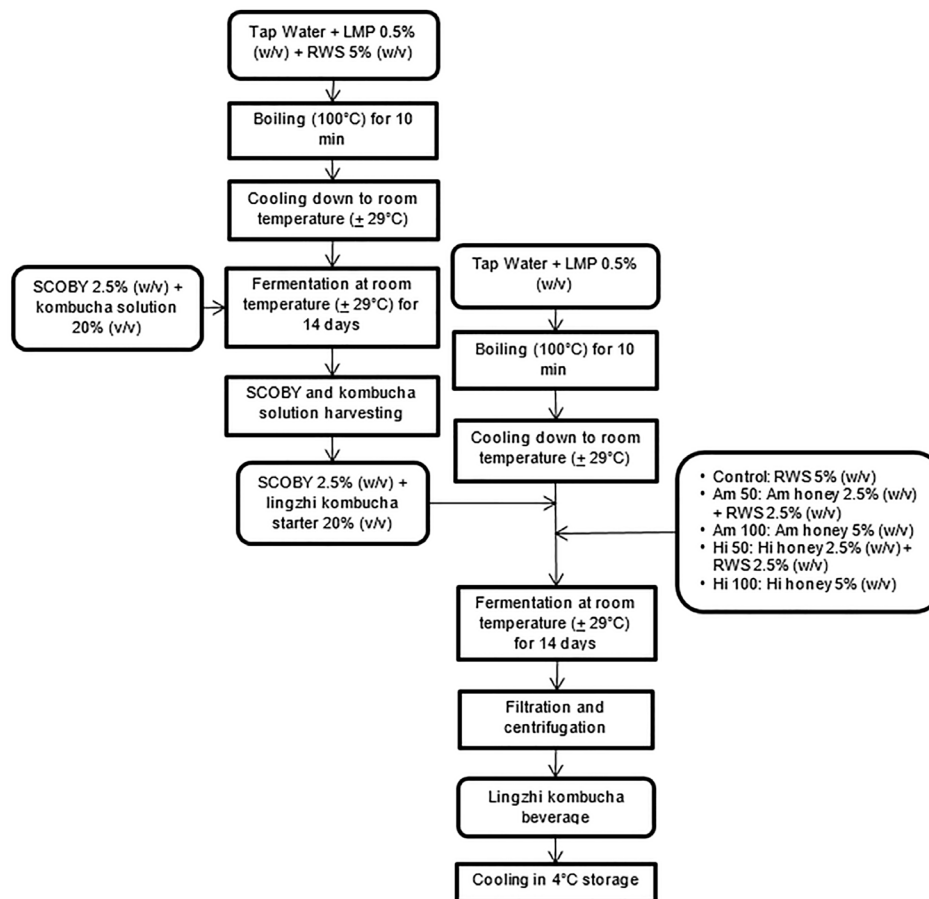 Tap Water + LMP 0.5%
(w/v) + RWS 5% (w/v)
Boiling (100°C) for 10
min
Cooling down to room
temperature (± 29°C)
SCOBY 2.5% (w/v) +
kombucha solution
20% (v/v)
Fermentation at room
temperature (± 29°C) for
14 days
SCOBY and kombucha
solution harvesting
SCOBY 2.5% (w/v) +
lingzhi kombucha
starter 20% (v/v)
Tap Water + LMP 0.5%
(w/v)
Boiling (100°C) for 10
min
Cooling down to room
temperature (± 29°C)
• Control: RWS 5% (w/v)
• Am 50: Am honey 2.5% (w/v)
+ RWS 2.5% (w/v)
• Am 100: Am honey 5% (w/v)
• Hi 50: Hi honey 2.5% (w/v) +
RWS 2.5% (w/v)
• Hi 100: Hi honey 5% (w/v)
Fermentation at room
temperature (± 29°C)
for 14 days
Filtration and
centrifugation
Lingzhi kombucha
beverage
Cooling in 4°C storage